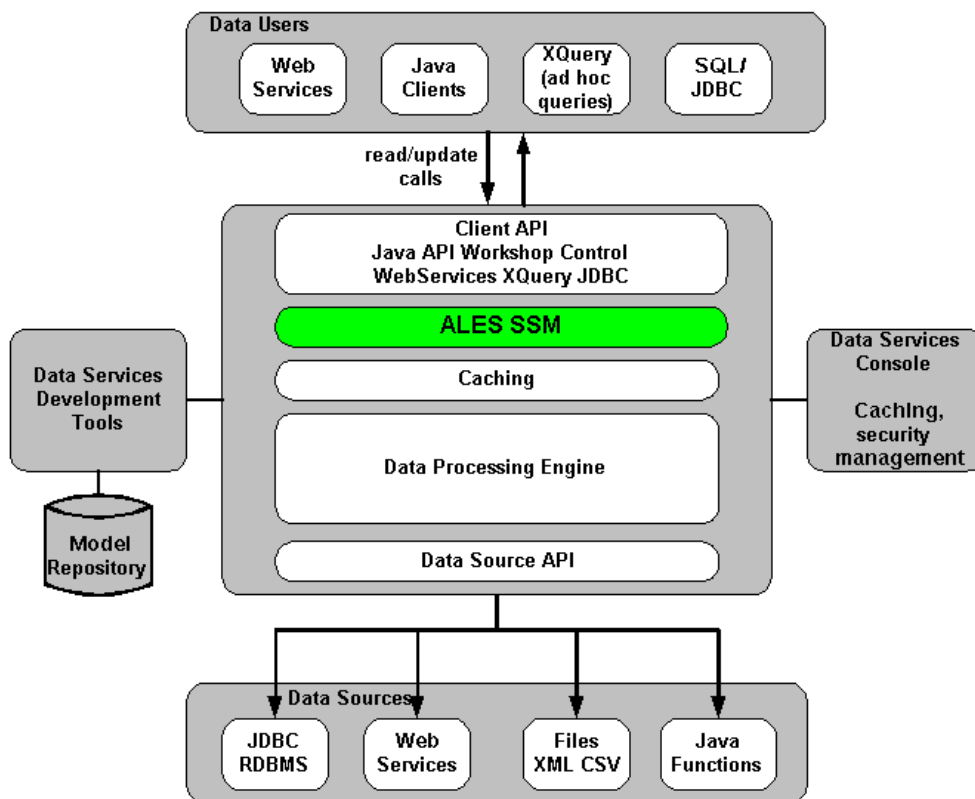 Data Users
Web
Services
Java
Clients
XQuery
(ad hoc
queries)
SQL/
JDBC
read/update
calls
Client API
Java API Workshop Control
WebServices XQuery JDBC
ALES SSM
Caching
Data Processing Engine
Data Source API
Data Services
Development
Tools
Model
Repository
Data Services
Console
Caching,
security
management
Data Sources
JDBC
RDBMS
Web
Services
Files
XML CSV
Java
Functions